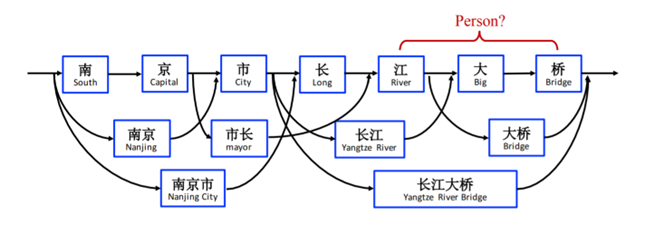 Person?
南 京 市 长 江 大 桥
South Capital City Long River Big Bridge
南京 市长 长江 大桥
Nanjing mayor Yangtze River Bridge
南京市 长江大桥
Nanjing City Yangtze River Bridge